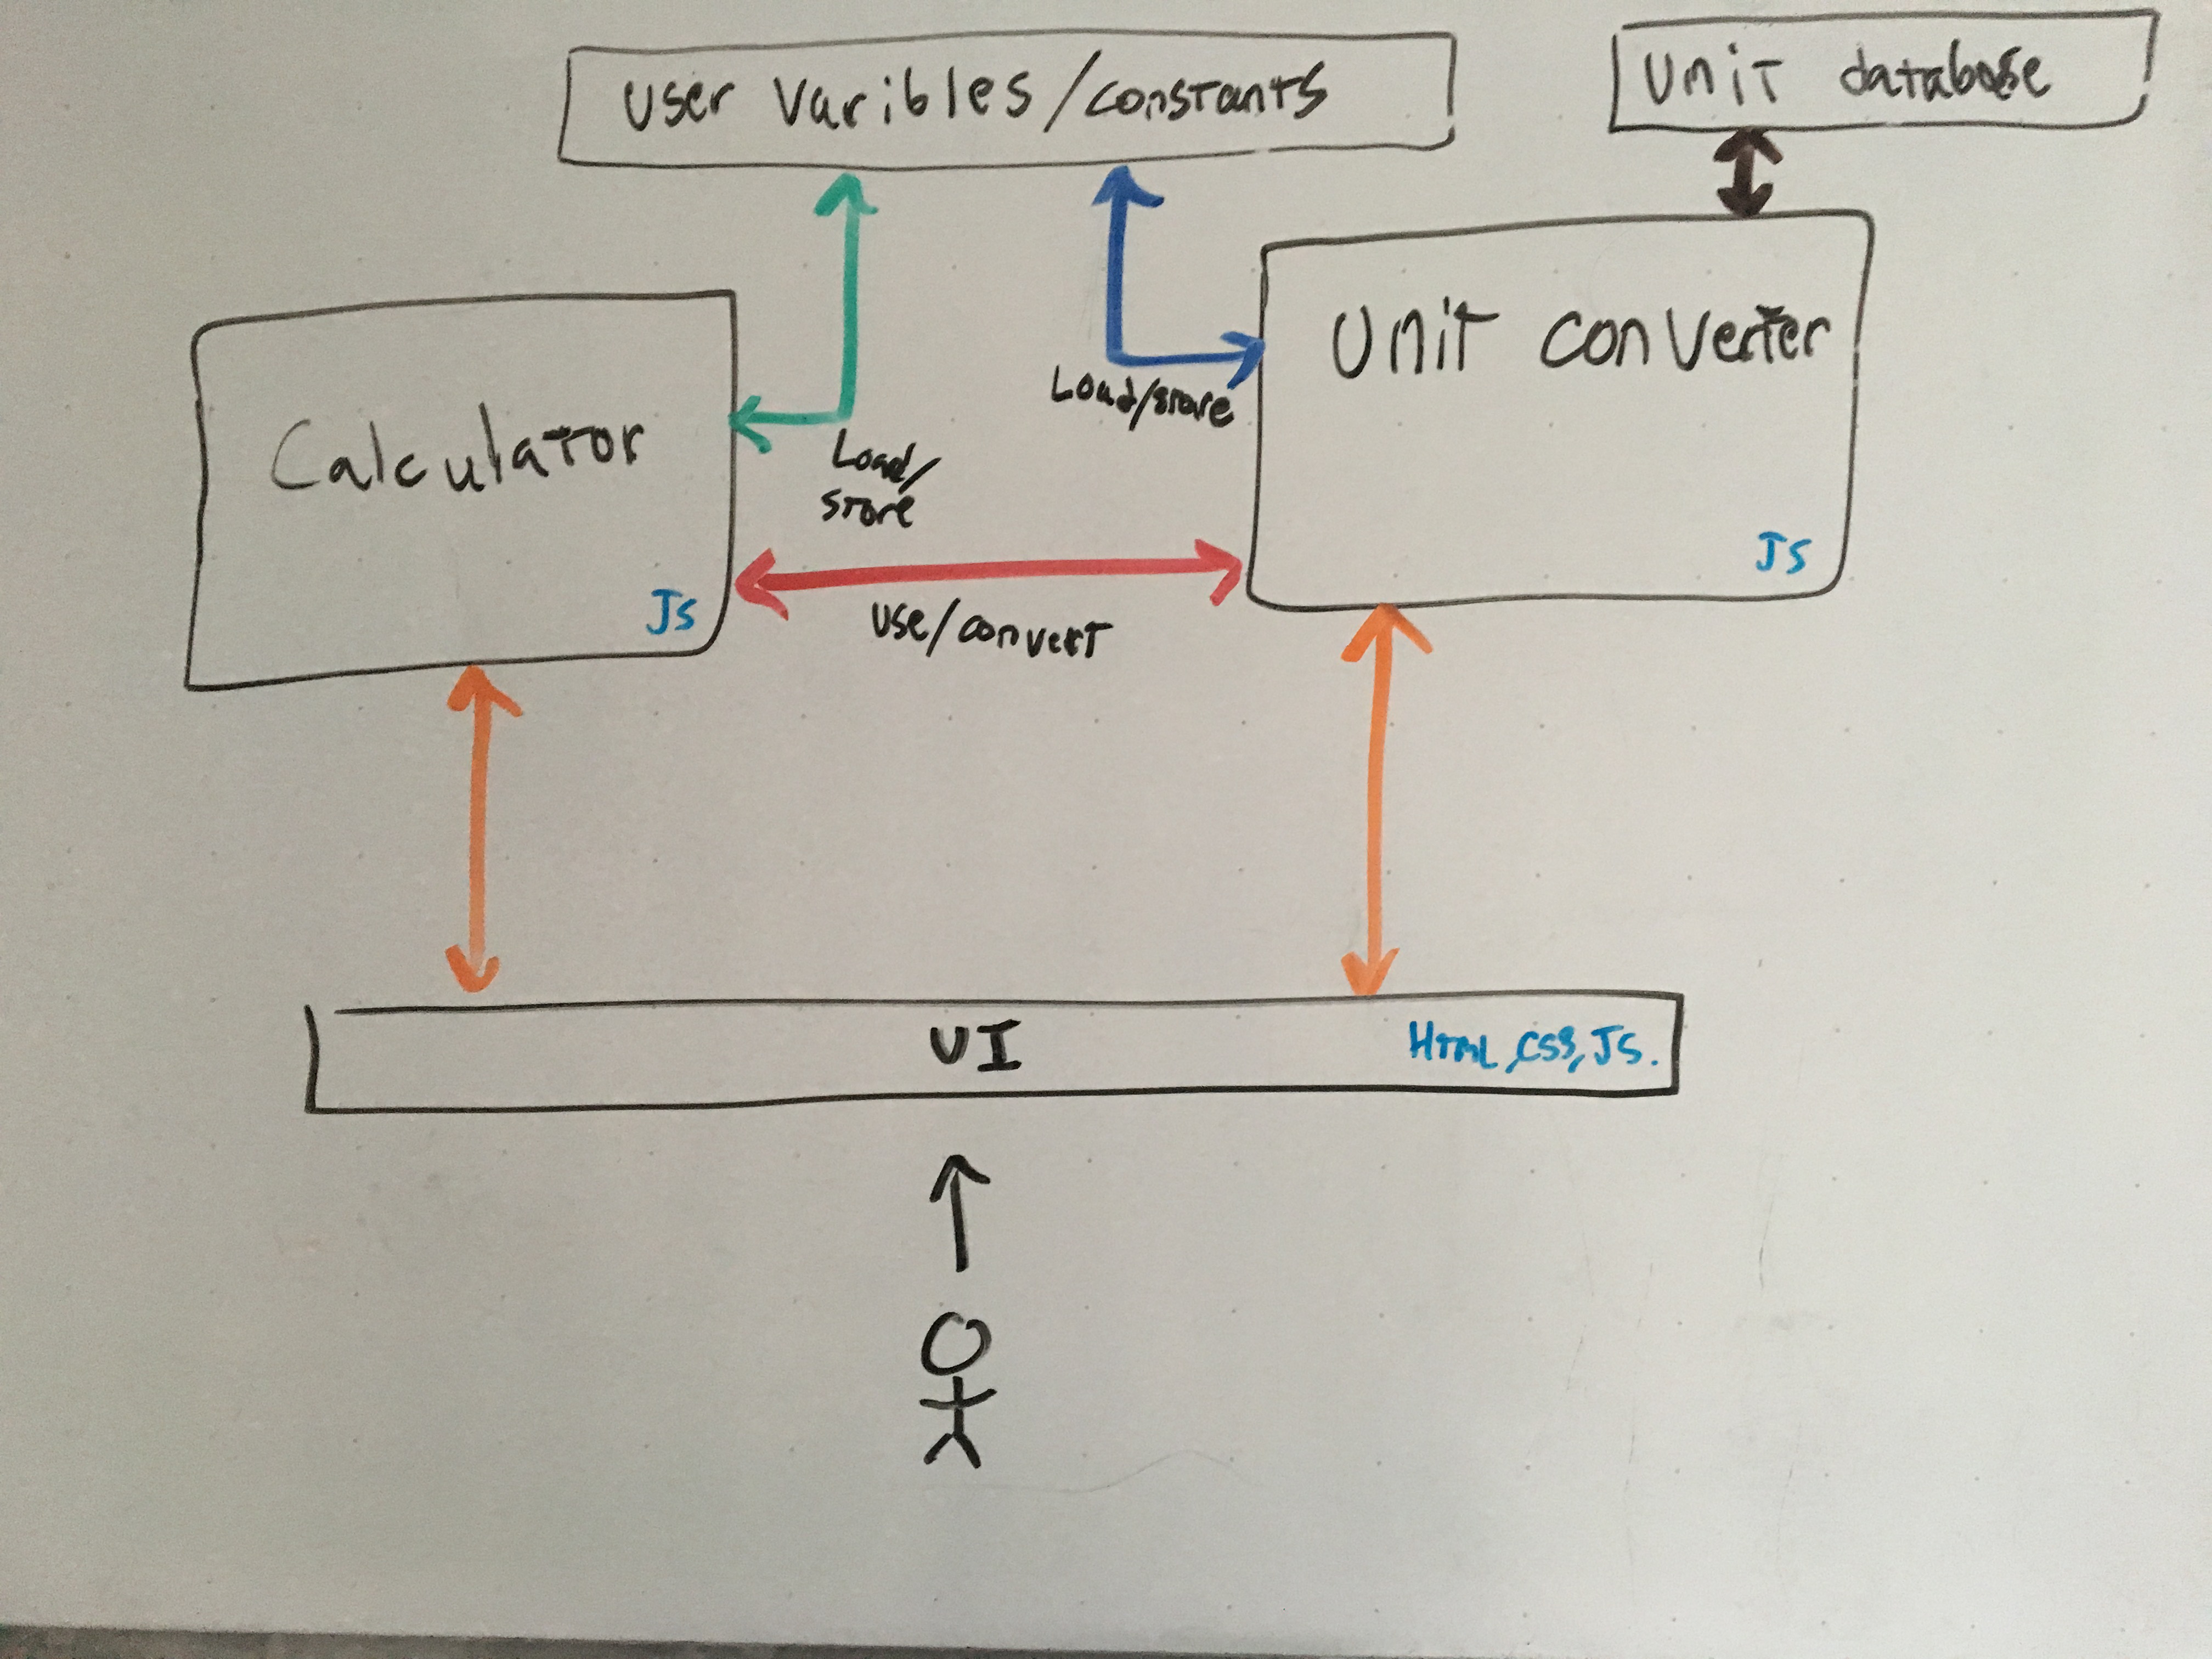 User Varibles/constants
Unit database
Unit converter
Load/store
Calculator
Load/
store
JS
JS
Use/convert
UI
HTML, CSS, JS.